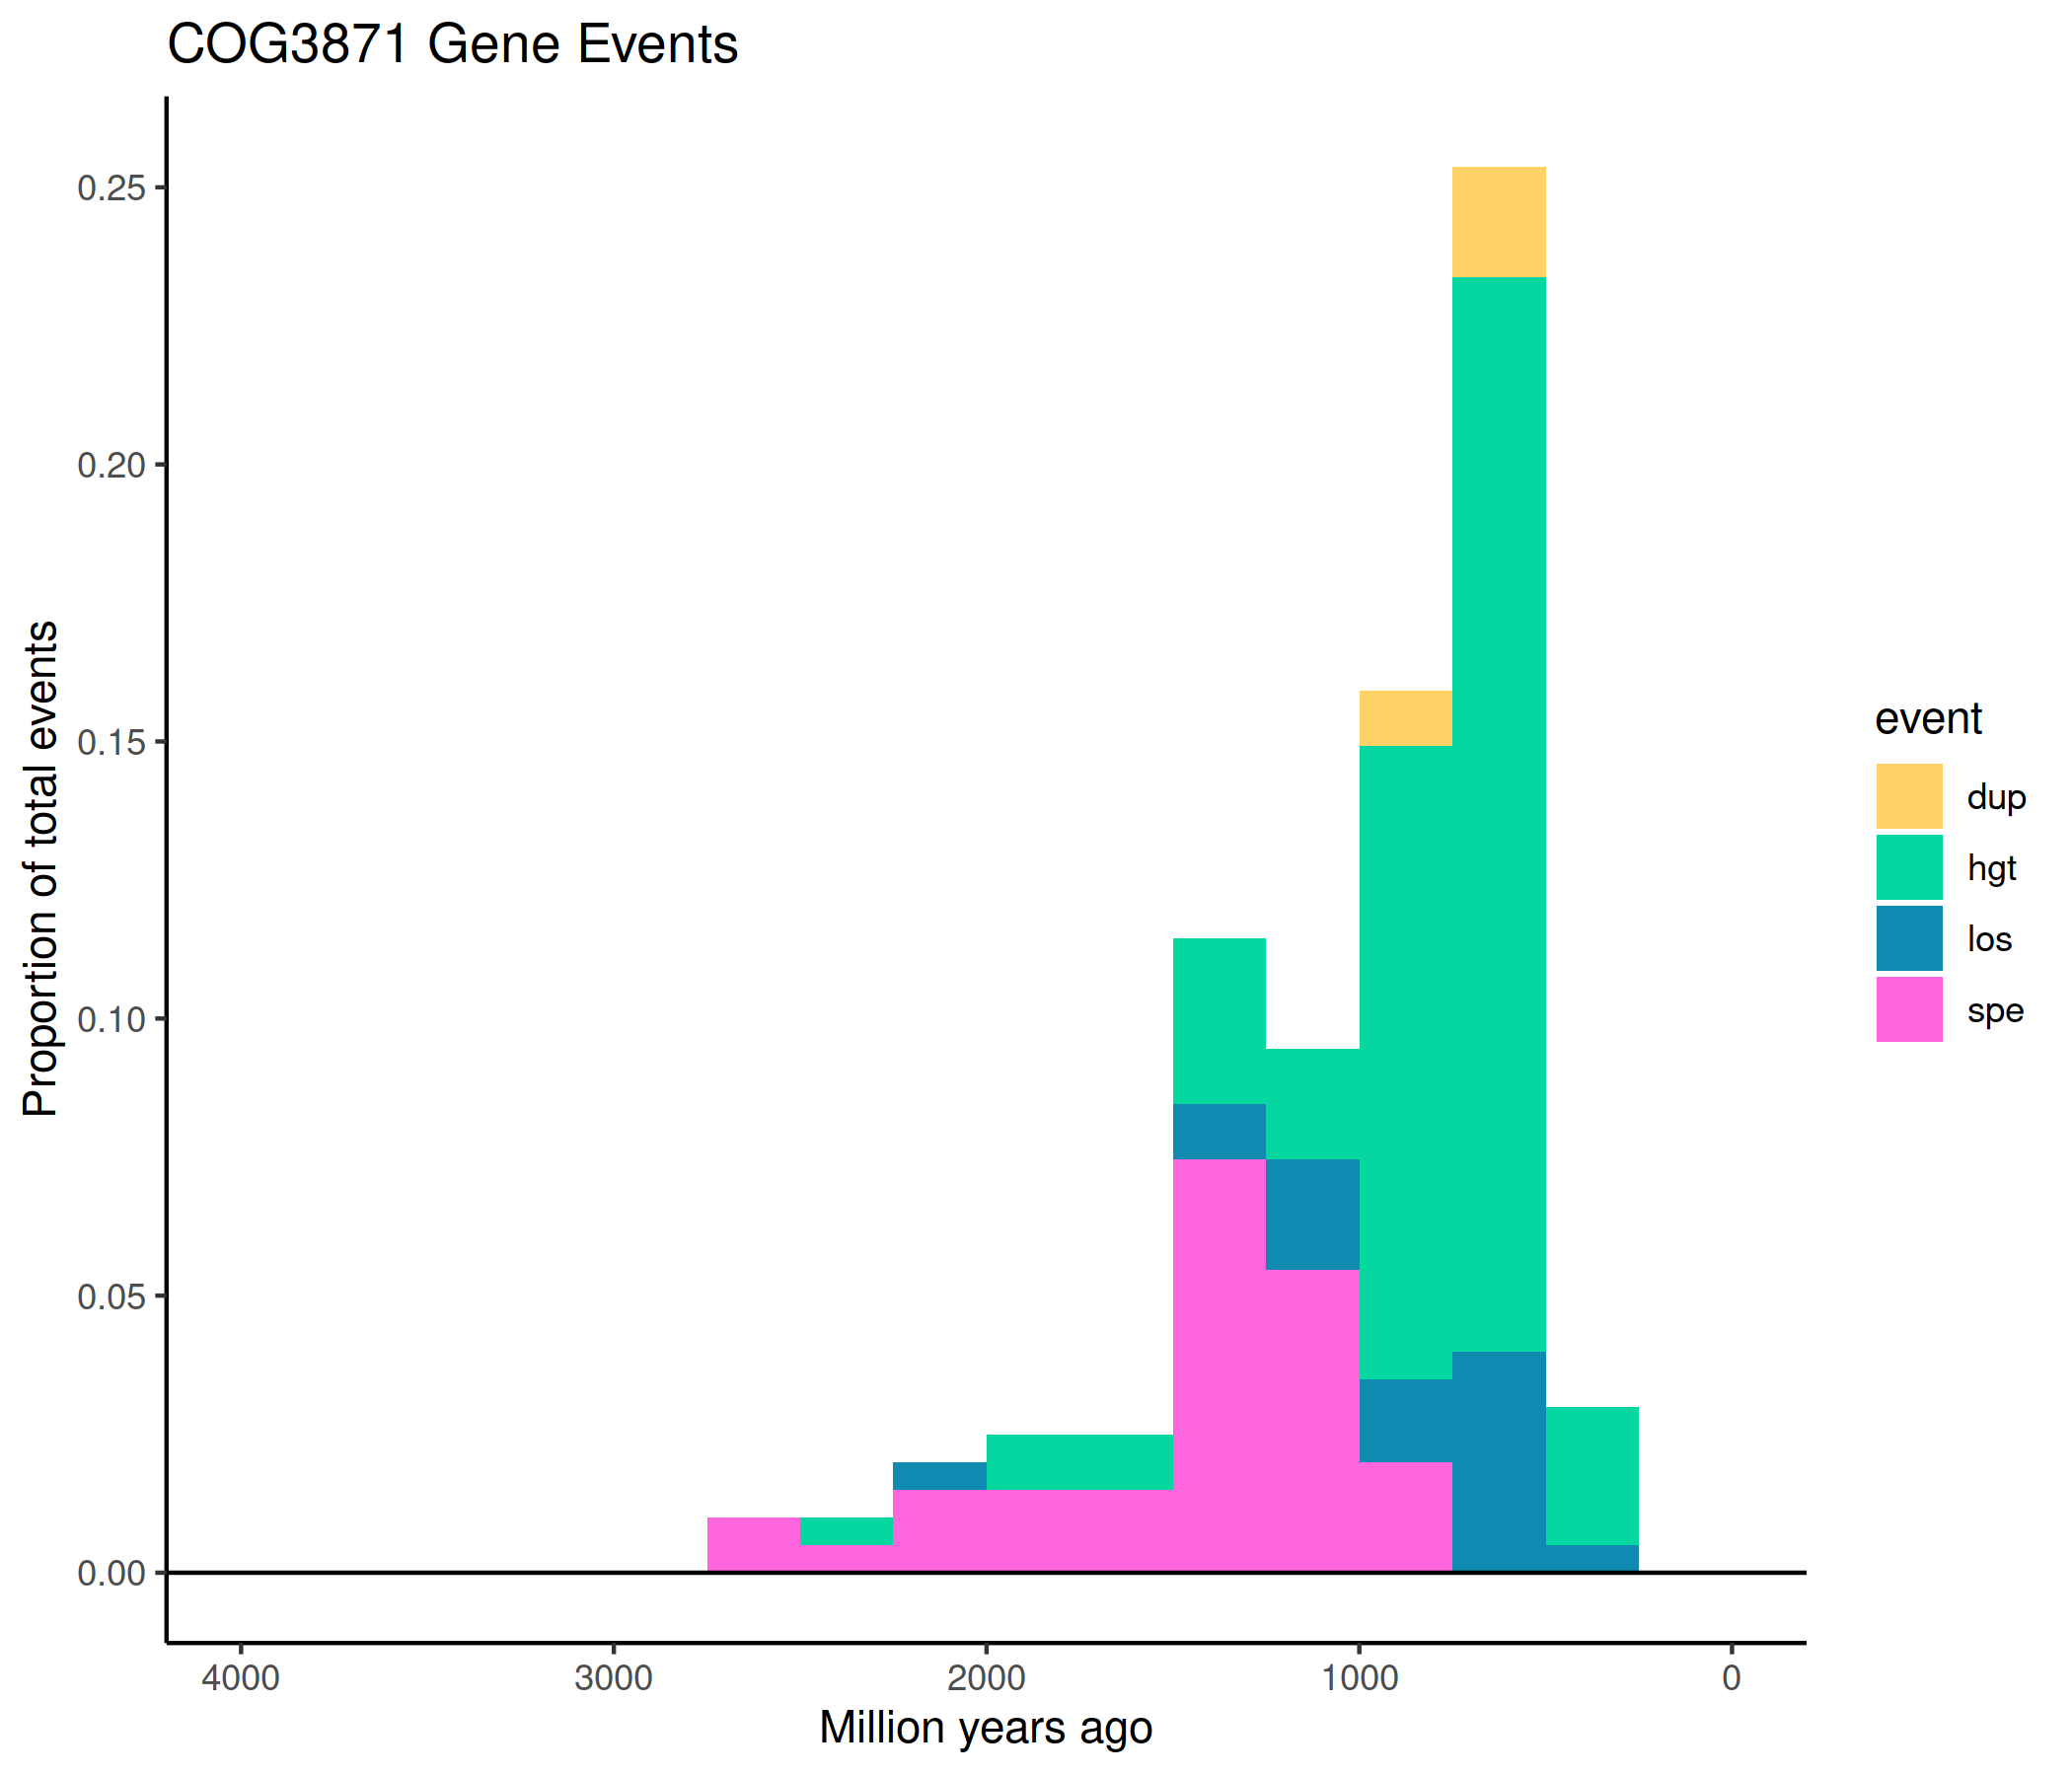 COG3871 Gene Events
Proportion of total events
0.25
0.20
0.15
0.10
0.05
0.00
4000 3000 2000 1000 0
Million years ago
event
dup
hgt
los
spe